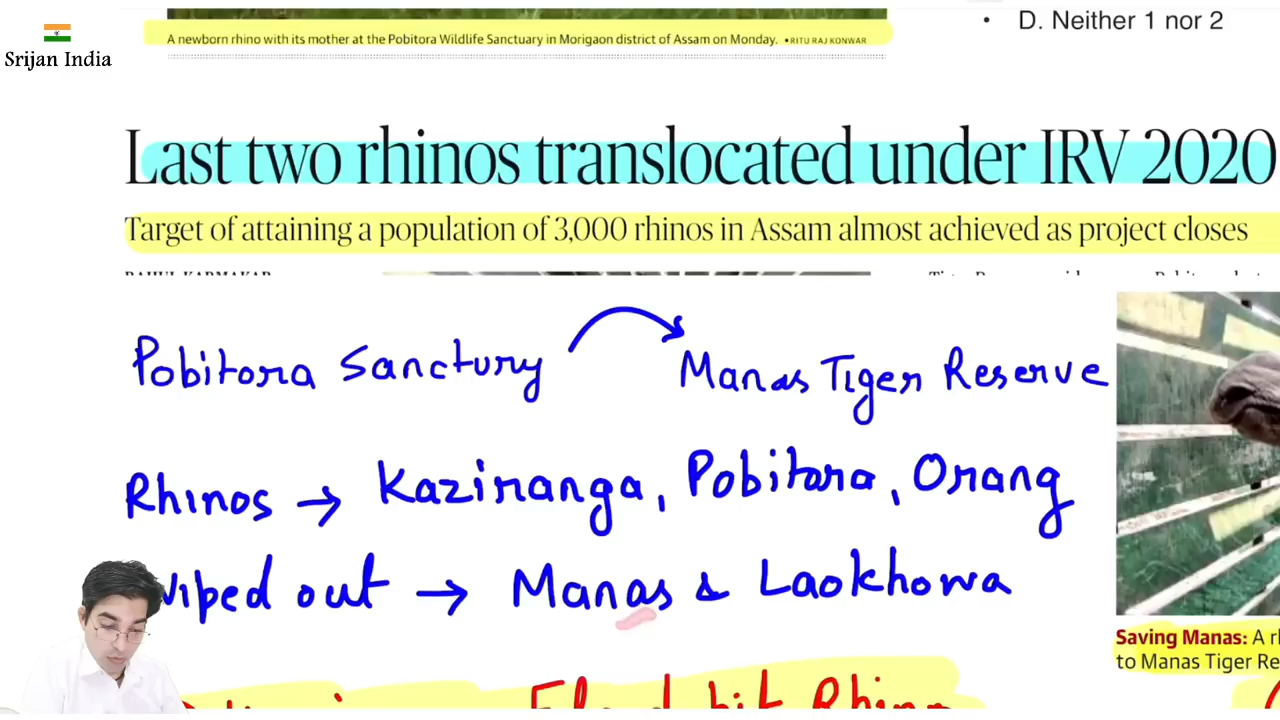 Srijan India
A newborn rhino with its mother at the Pobitora Wildlife Sanctuary in Morigaon district of Assam on Monday. • RITU RAJ KONWAR
• D. Neither 1 nor 2
Last two rhinos translocated under IRV 2020
Target of attaining a population of 3,000 rhinos in Assam almost achieved as project closes
Pobitora Sanctury → Manas Tiger Reserve
Rhinos → Kaziranga, Pobitora, Orang
Wiped out → Manas & Laokhowa
Saving Manas: A
to Manas Tiger Re